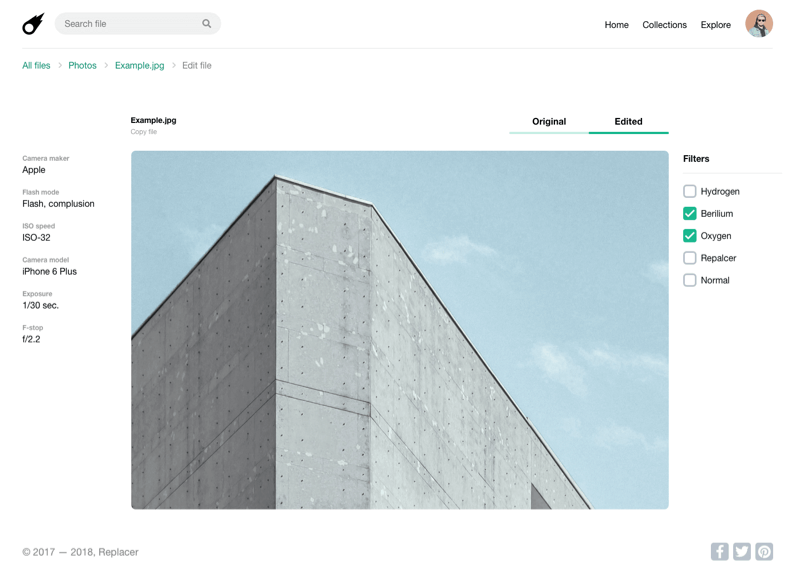 Search file
Home
Collections
Explore
All files
Photos
Example.jpg
Edit file
Example.jpg
Copy file
Original
Edited
Camera maker
Apple
Flash mode
Flash, complusion
ISO speed
ISO-32
Camera model
iPhone 6 Plus
Exposure
1/30 sec.
F-stop
f/2.2
Filters
Hydrogen
Berilium
Oxygen
Repalcer
Normal
© 2017 — 2018, Replacer